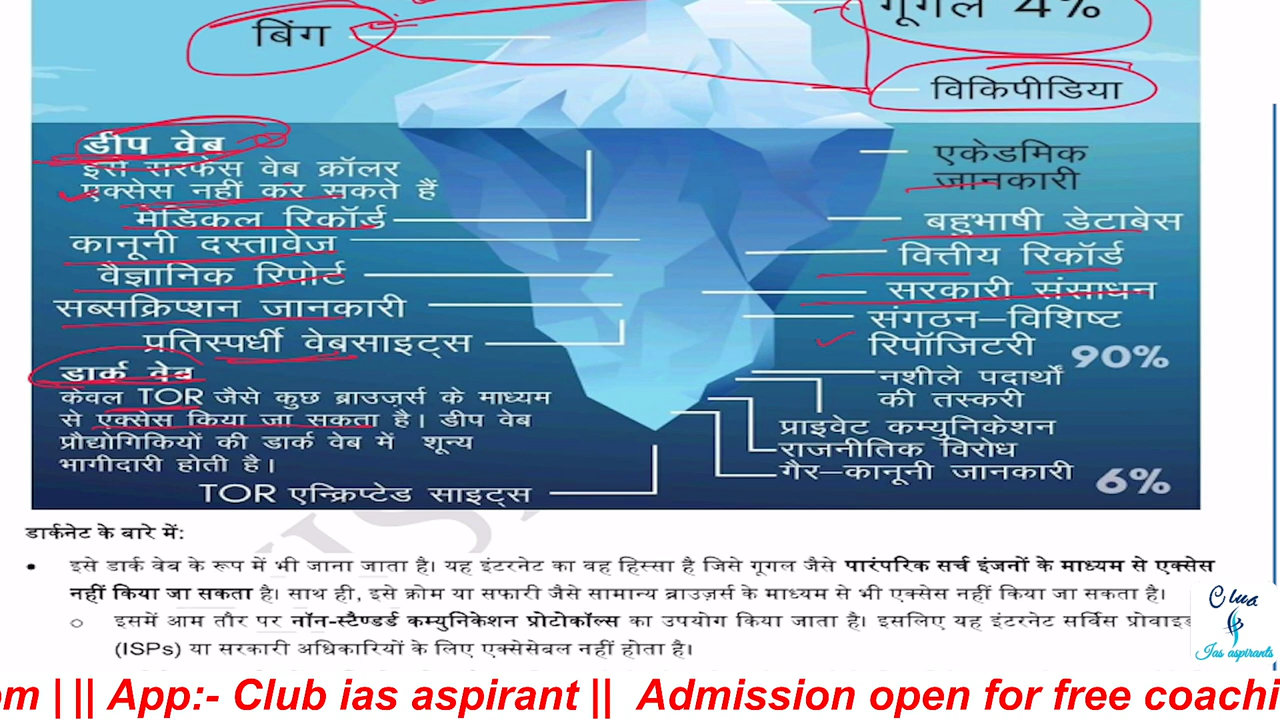 गूगल 4%
बिंग
विकिपीडिया
डीप वेब
इसे सरफेस वेब क्रॉलर
एक्सेस नहीं कर सकते हैं
मेडिकल रिकॉर्ड
कानूनी दस्तावेज
वैज्ञानिक रिपोर्ट
सब्सक्रिप्शन जानकारी
प्रतिस्पर्धी वेबसाइट्स
एकेडमिक
जानकारी
बहुभाषी डेटाबेस
वित्तीय रिकॉर्ड
सरकारी संसाधन
संगठन–विशिष्ट
रिपॉजिटरी
90%
डार्क वेब
केवल TOR जैसे कुछ ब्राउज़र्स के माध्यम
से एक्सेस किया जा सकता है। डीप वेब
प्रौद्योगिकियों की डार्क वेब में शून्य
भागीदारी होती है।
TOR एन्क्रिप्टेड साइट्स
नशीले पदार्थों
की तस्करी
प्राइवेट कम्युनिकेशन
राजनीतिक विरोध
गैर–कानूनी जानकारी
6%
डार्कनेट के बारे में:
• इसे डार्क वेब के रूप में भी जाना जाता है। यह इंटरनेट का वह हिस्सा है जिसे गूगल जैसे पारंपरिक सर्च इंजनों के माध्यम से एक्सेस
नहीं किया जा सकता है। साथ ही, इसे क्रोम या सफारी जैसे सामान्य ब्राउज़र्स के माध्यम से भी एक्सेस नहीं किया जा सकता है।
○ इसमें आम तौर पर नॉन-स्टैण्डर्ड कम्युनिकेशन प्रोटोकॉल्स का उपयोग किया जाता है। इसलिए यह इंटरनेट सर्विस
(ISPs) या सरकारी अधिकारियों के लिए एक्सेसेबल नहीं होता है।
Club
Ias aspirants
om | || App:- Club ias aspirant || Admission open for free coachi